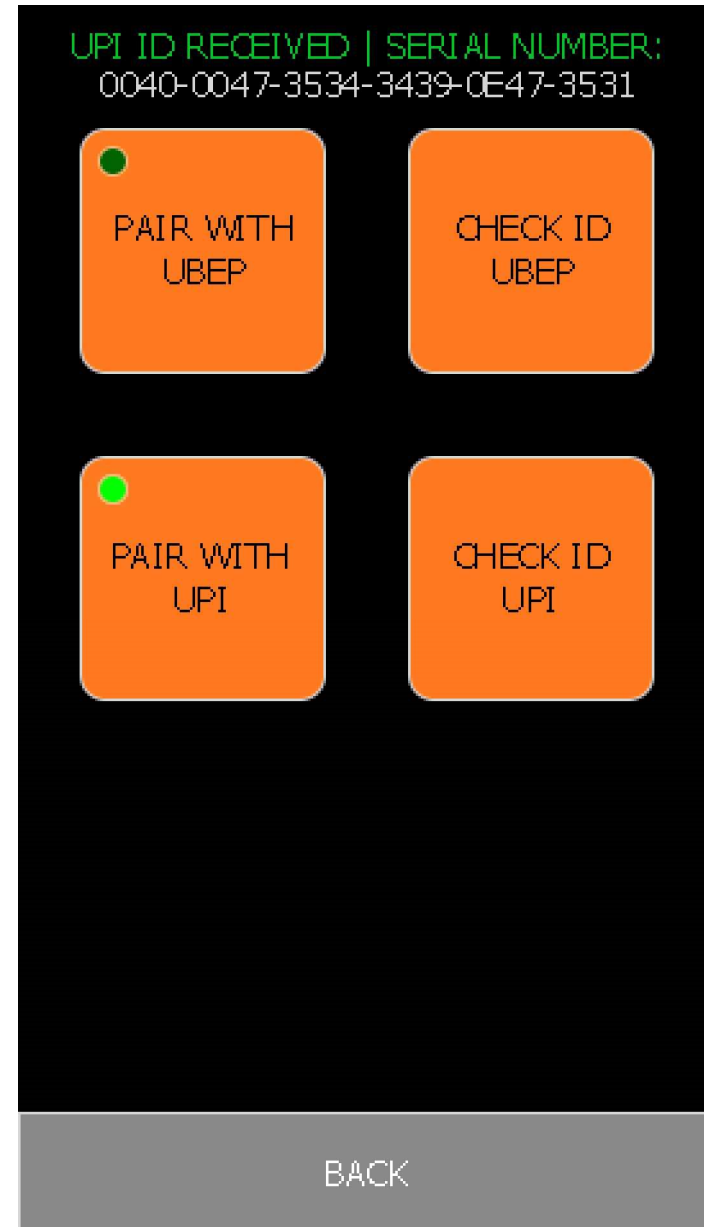 UPI ID RECEIVED | SERIAL NUMBER:
0040-0047-3534-3439-0E47-3531
PAIR WITH
UBEP
CHECK ID
UBEP
PAIR WITH
UPI
CHECK ID
UPI
BACK